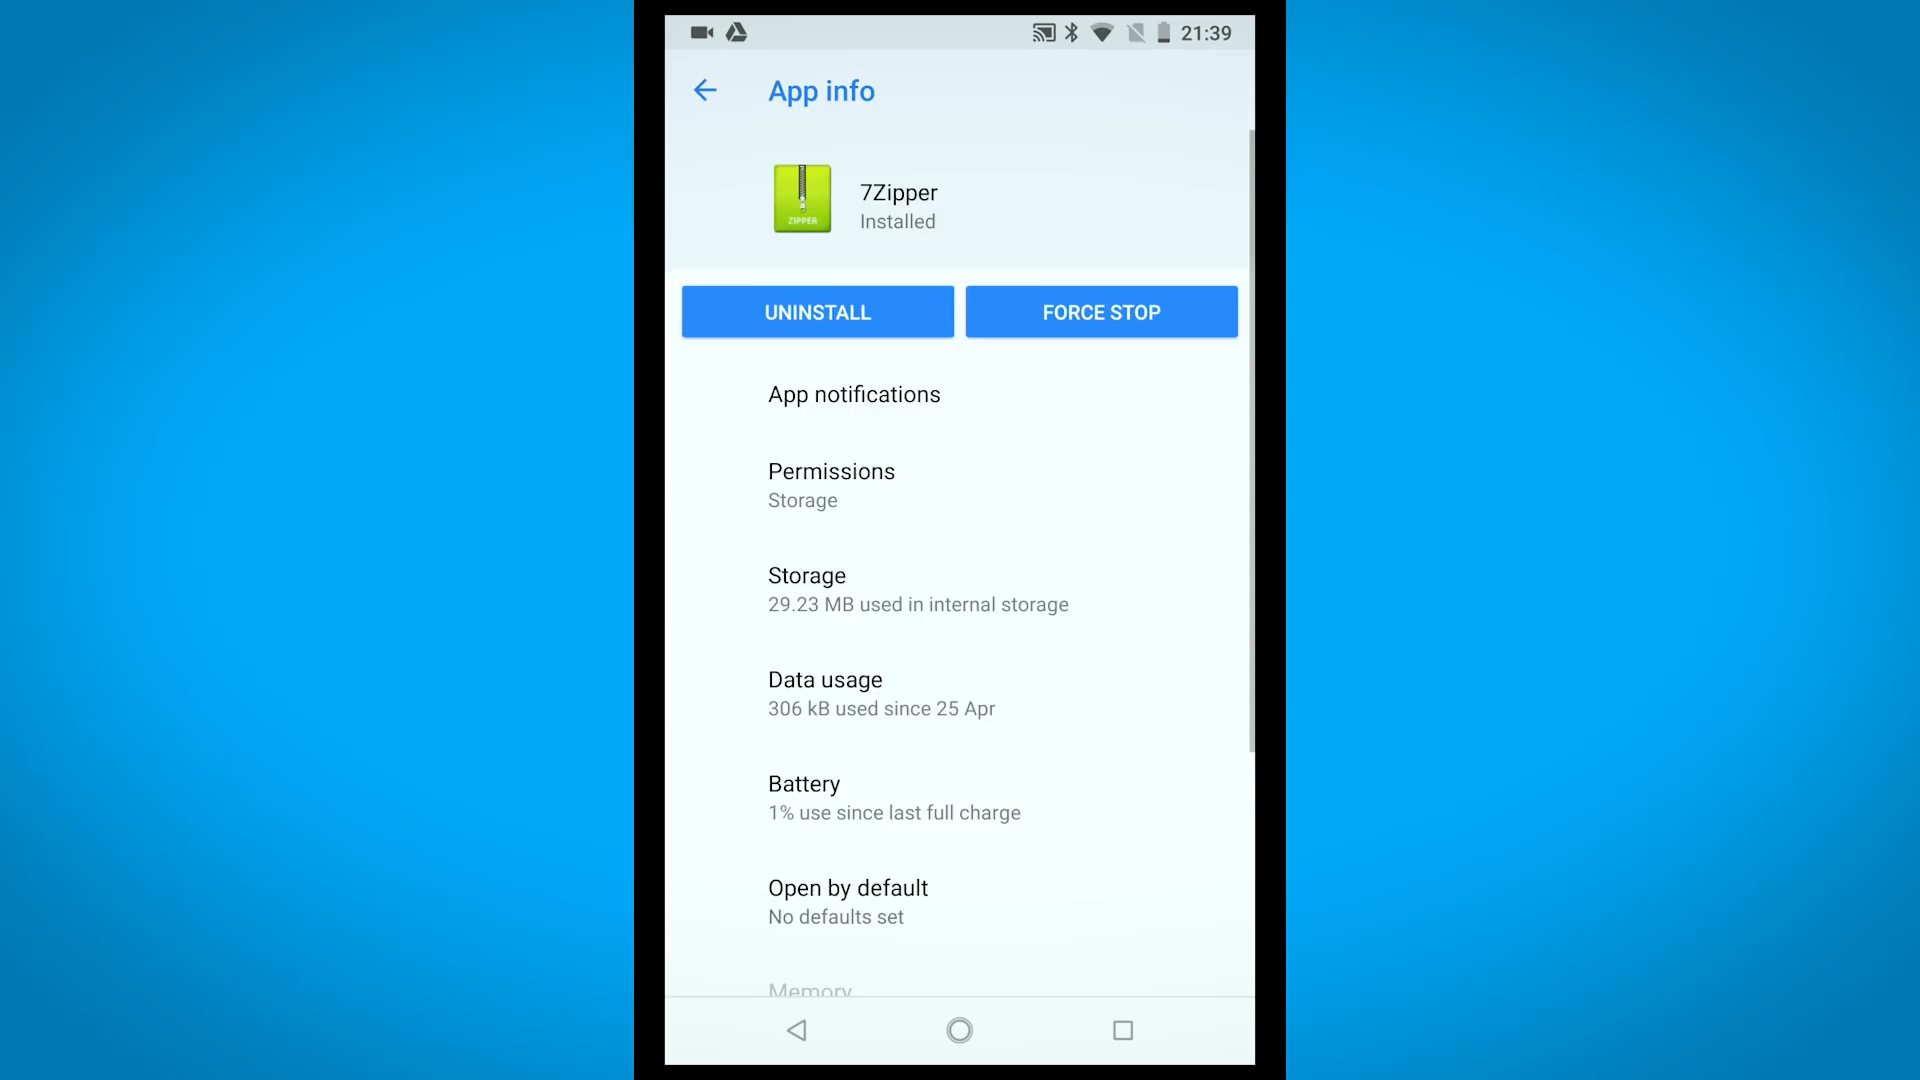 21:39
App info
ZIPPER
7Zipper
Installed
UNINSTALL
FORCE STOP
App notifications
Permissions
Storage
Storage
29.23 MB used in internal storage
Data usage
306 kB used since 25 Apr
Battery
1% use since last full charge
Open by default
No defaults set
Memory